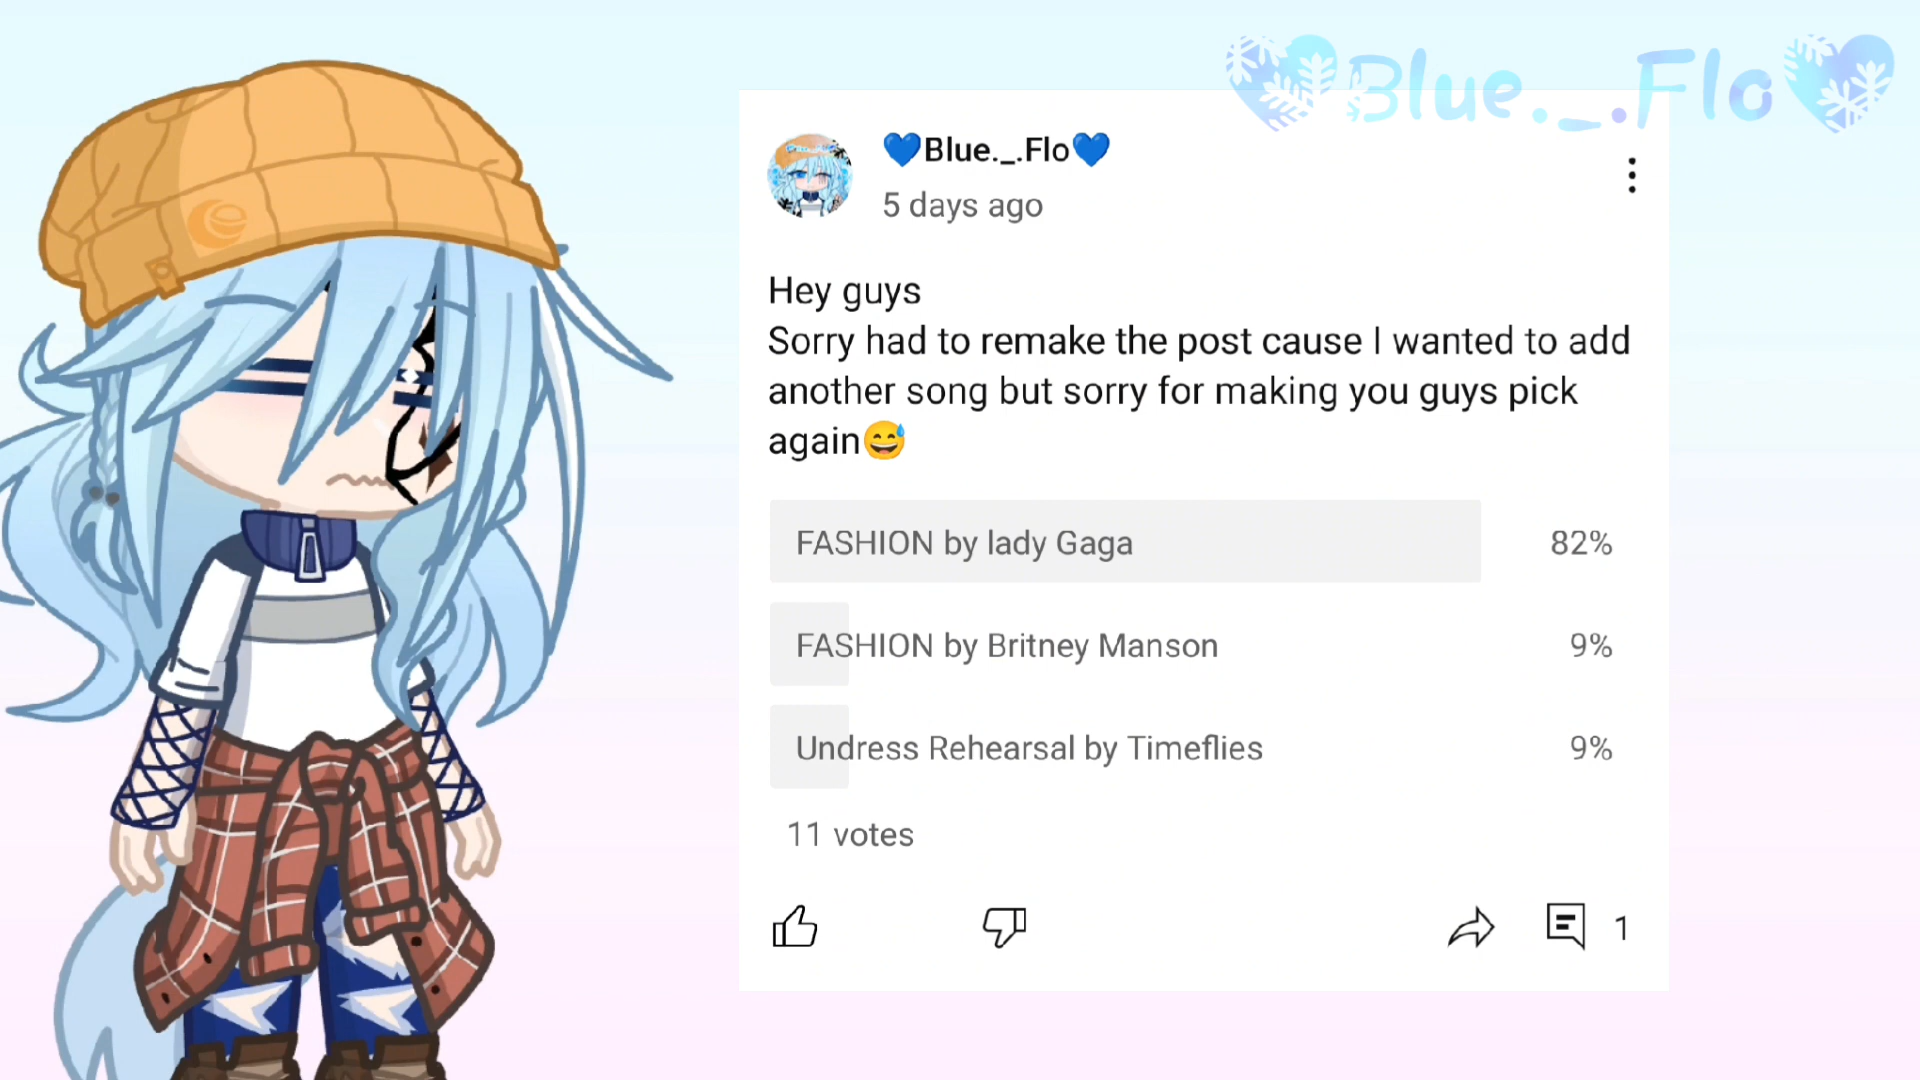 💙Blue._.Flo💙
💙Blue._.Flo💙
5 days ago
Hey guys
Sorry had to remake the post cause I wanted to add
another song but sorry for making you guys pick
again😅
FASHION by lady Gaga 82%
FASHION by Britney Manson 9%
Undress Rehearsal by Timeflies 9%
11 votes
1